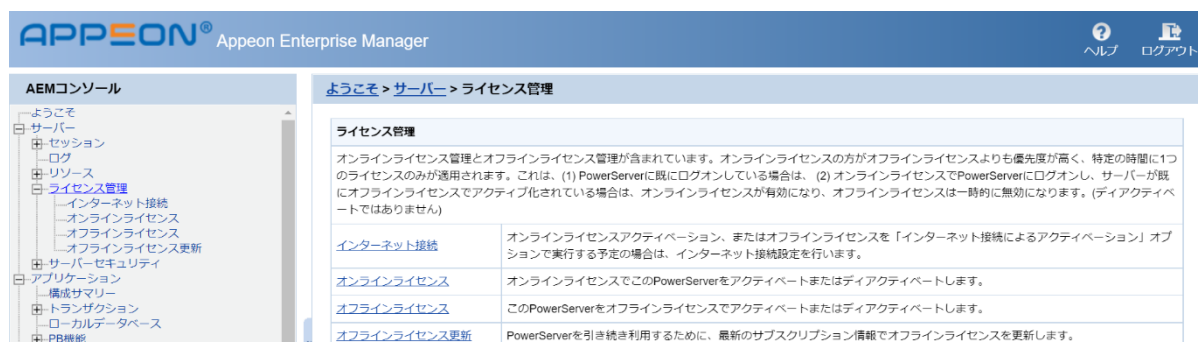 APPEON® Appeon Enterprise Manager
ヘルプ
ログアウト
AEMコンソール
ようこそ
サーバー
セッション
ログ
リソース
ライセンス管理
インターネット接続
オンラインライセンス
オフラインライセンス
オフラインライセンス更新
サーバーセキュリティ
アプリケーション
構成サマリー
トランザクション
ローカルデータベース
PB機能
ようこそ > サーバー > ライセンス管理
ライセンス管理
オンラインライセンス管理とオフラインライセンス管理が含まれています。オンラインライセンスの方がオフラインライセンスよりも優先度が高く、特定の時間に1つ
のライセンスのみが適用されます。これは、(1) PowerServerに既にログオンしている場合は、(2) オンラインライセンスでPowerServerにログオンし、サーバーが既
にオフラインライセンスでアクティブ化されている場合は、オンラインライセンスが有効になり、オフラインライセンスは一時的に無効になります。(ディアクティベ
ートではありません)
インターネット接続
オンラインライセンスアクティベーション、またはオフラインライセンスを「インターネット接続によるアクティベーション」オプ
ションで実行する予定の場合は、インターネット接続設定を行います。
オンラインライセンス
オンラインライセンスでこのPowerServerをアクティベートまたはディアクティベートします。
オフラインライセンス
このPowerServerをオフラインライセンスでアクティベートまたはディアクティベートします。
オフラインライセンス更新
PowerServerを引き続き利用するために、最新のサブスクリプション情報でオフラインライセンスを更新します。